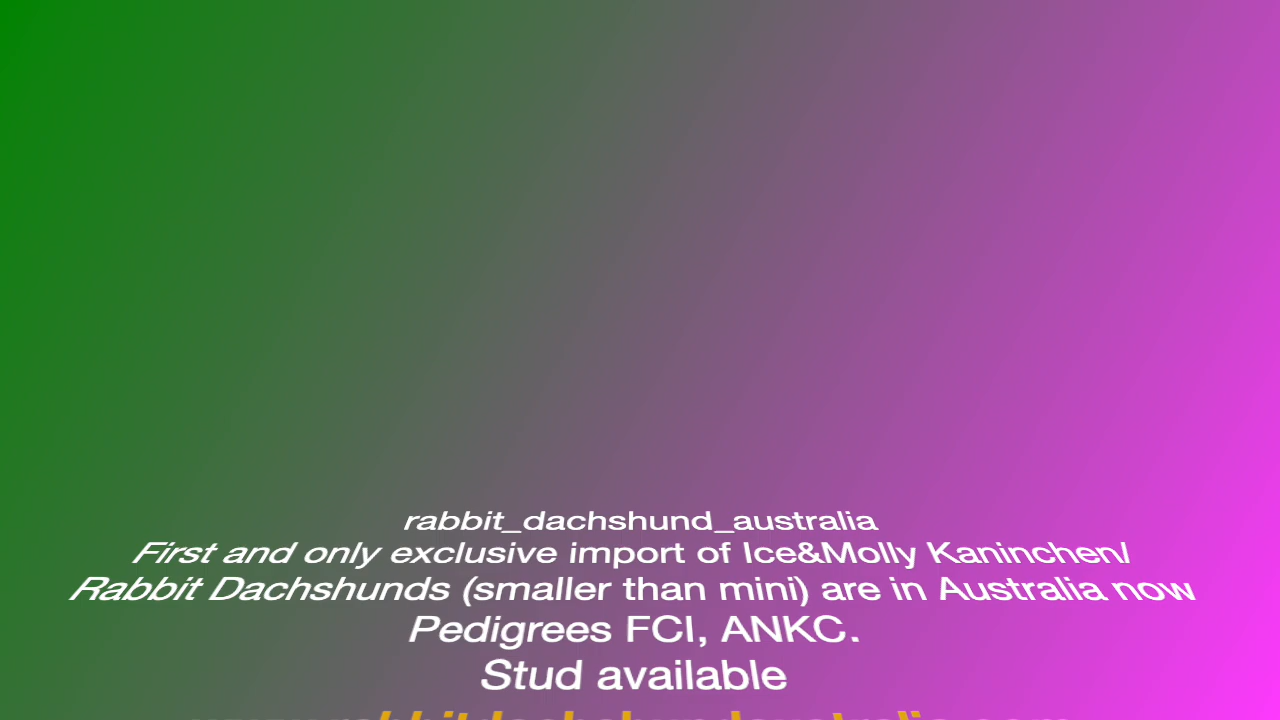 rabbit_dachshund_australia
First and only exclusive import of Ice&Molly Kaninchen/
Rabbit Dachshunds (smaller than mini) are in Australia now
Pedigrees FCI, ANKC.
Stud available